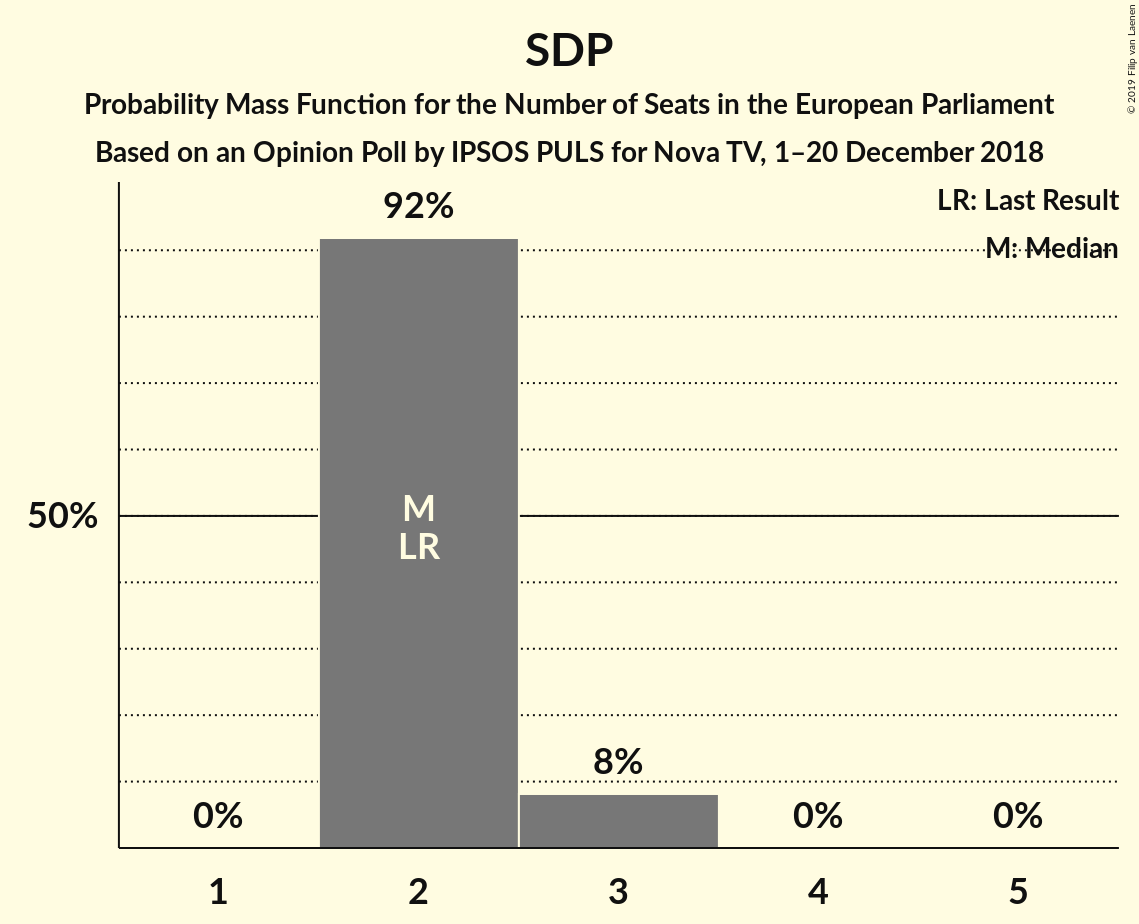 SDP
Probability Mass Function for the Number of Seats in the European Parliament
Based on an Opinion Poll by IPSOS PULS for Nova TV, 1–20 December 2018
© 2019 Filip van Laenen
LR: Last Result
M: Median
92%
50%
M
LR
8%
0%
0%
0%
1
2
3
4
5